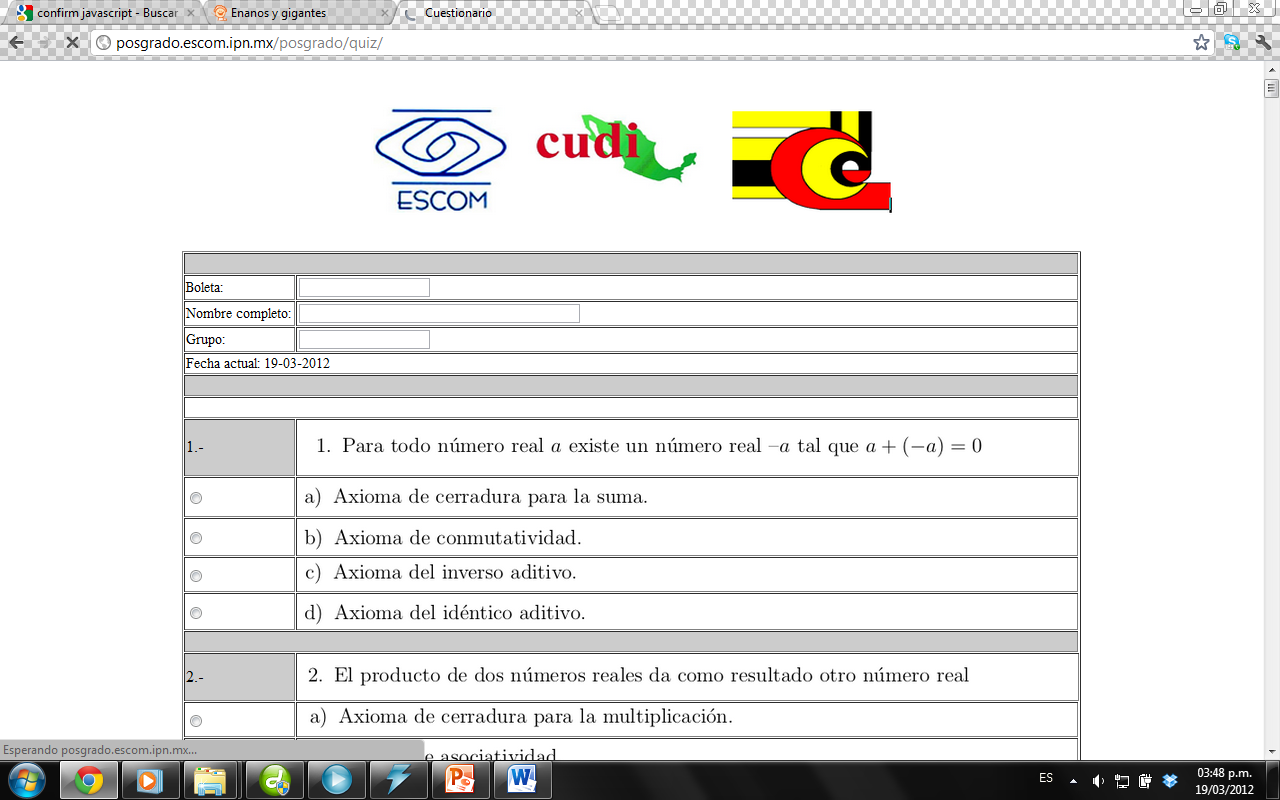 confirm javascript - Buscar
Enanos y gigantes
Cuestionario
posgrado.escom.ipn.mx/posgrado/quiz/
ESCOM
cudi
Boleta:
Nombre completo:
Grupo:
Fecha actual: 19-03-2012
1.-
1. Para todo número real a existe un número real –a tal que a + (−a) = 0
a) Axioma de cerradura para la suma.
b) Axioma de conmutatividad.
c) Axioma del inverso aditivo.
d) Axioma del idéntico aditivo.
2.-
2. El producto de dos números reales da como resultado otro número real
a) Axioma de cerradura para la multiplicación.
Esperando posgrado.escom.ipn.mx...
e asociatividad
ES
03:48 p.m.
19/03/2012